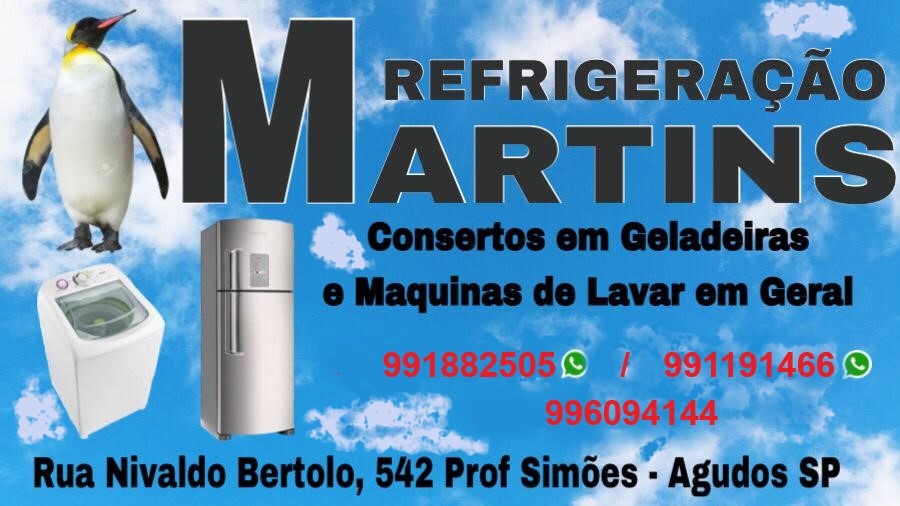 REFRIGERAÇÃO
MARTINS
Consertos em Geladeiras
e Maquinas de Lavar em Geral
991882505 / 991191466
996094144
Rua Nivaldo Bertolo, 542 Prof Simões - Agudos SP